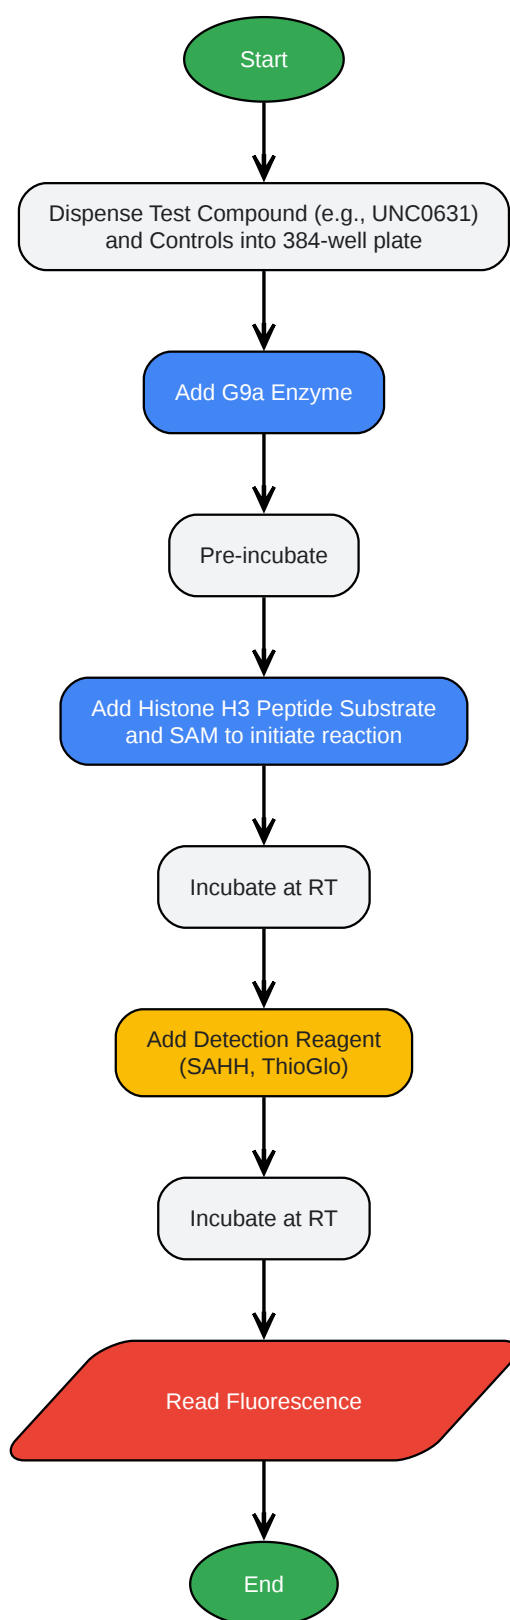 Start
Dispense Test Compound (e.g., UNC0631)
and Controls into 384-well plate
Add G9a Enzyme
Pre-incubate
Add Histone H3 Peptide Substrate
and SAM to initiate reaction
Incubate at RT
Add Detection Reagent
(SAHH, ThioGlo)
Incubate at RT
Read Fluorescence
End